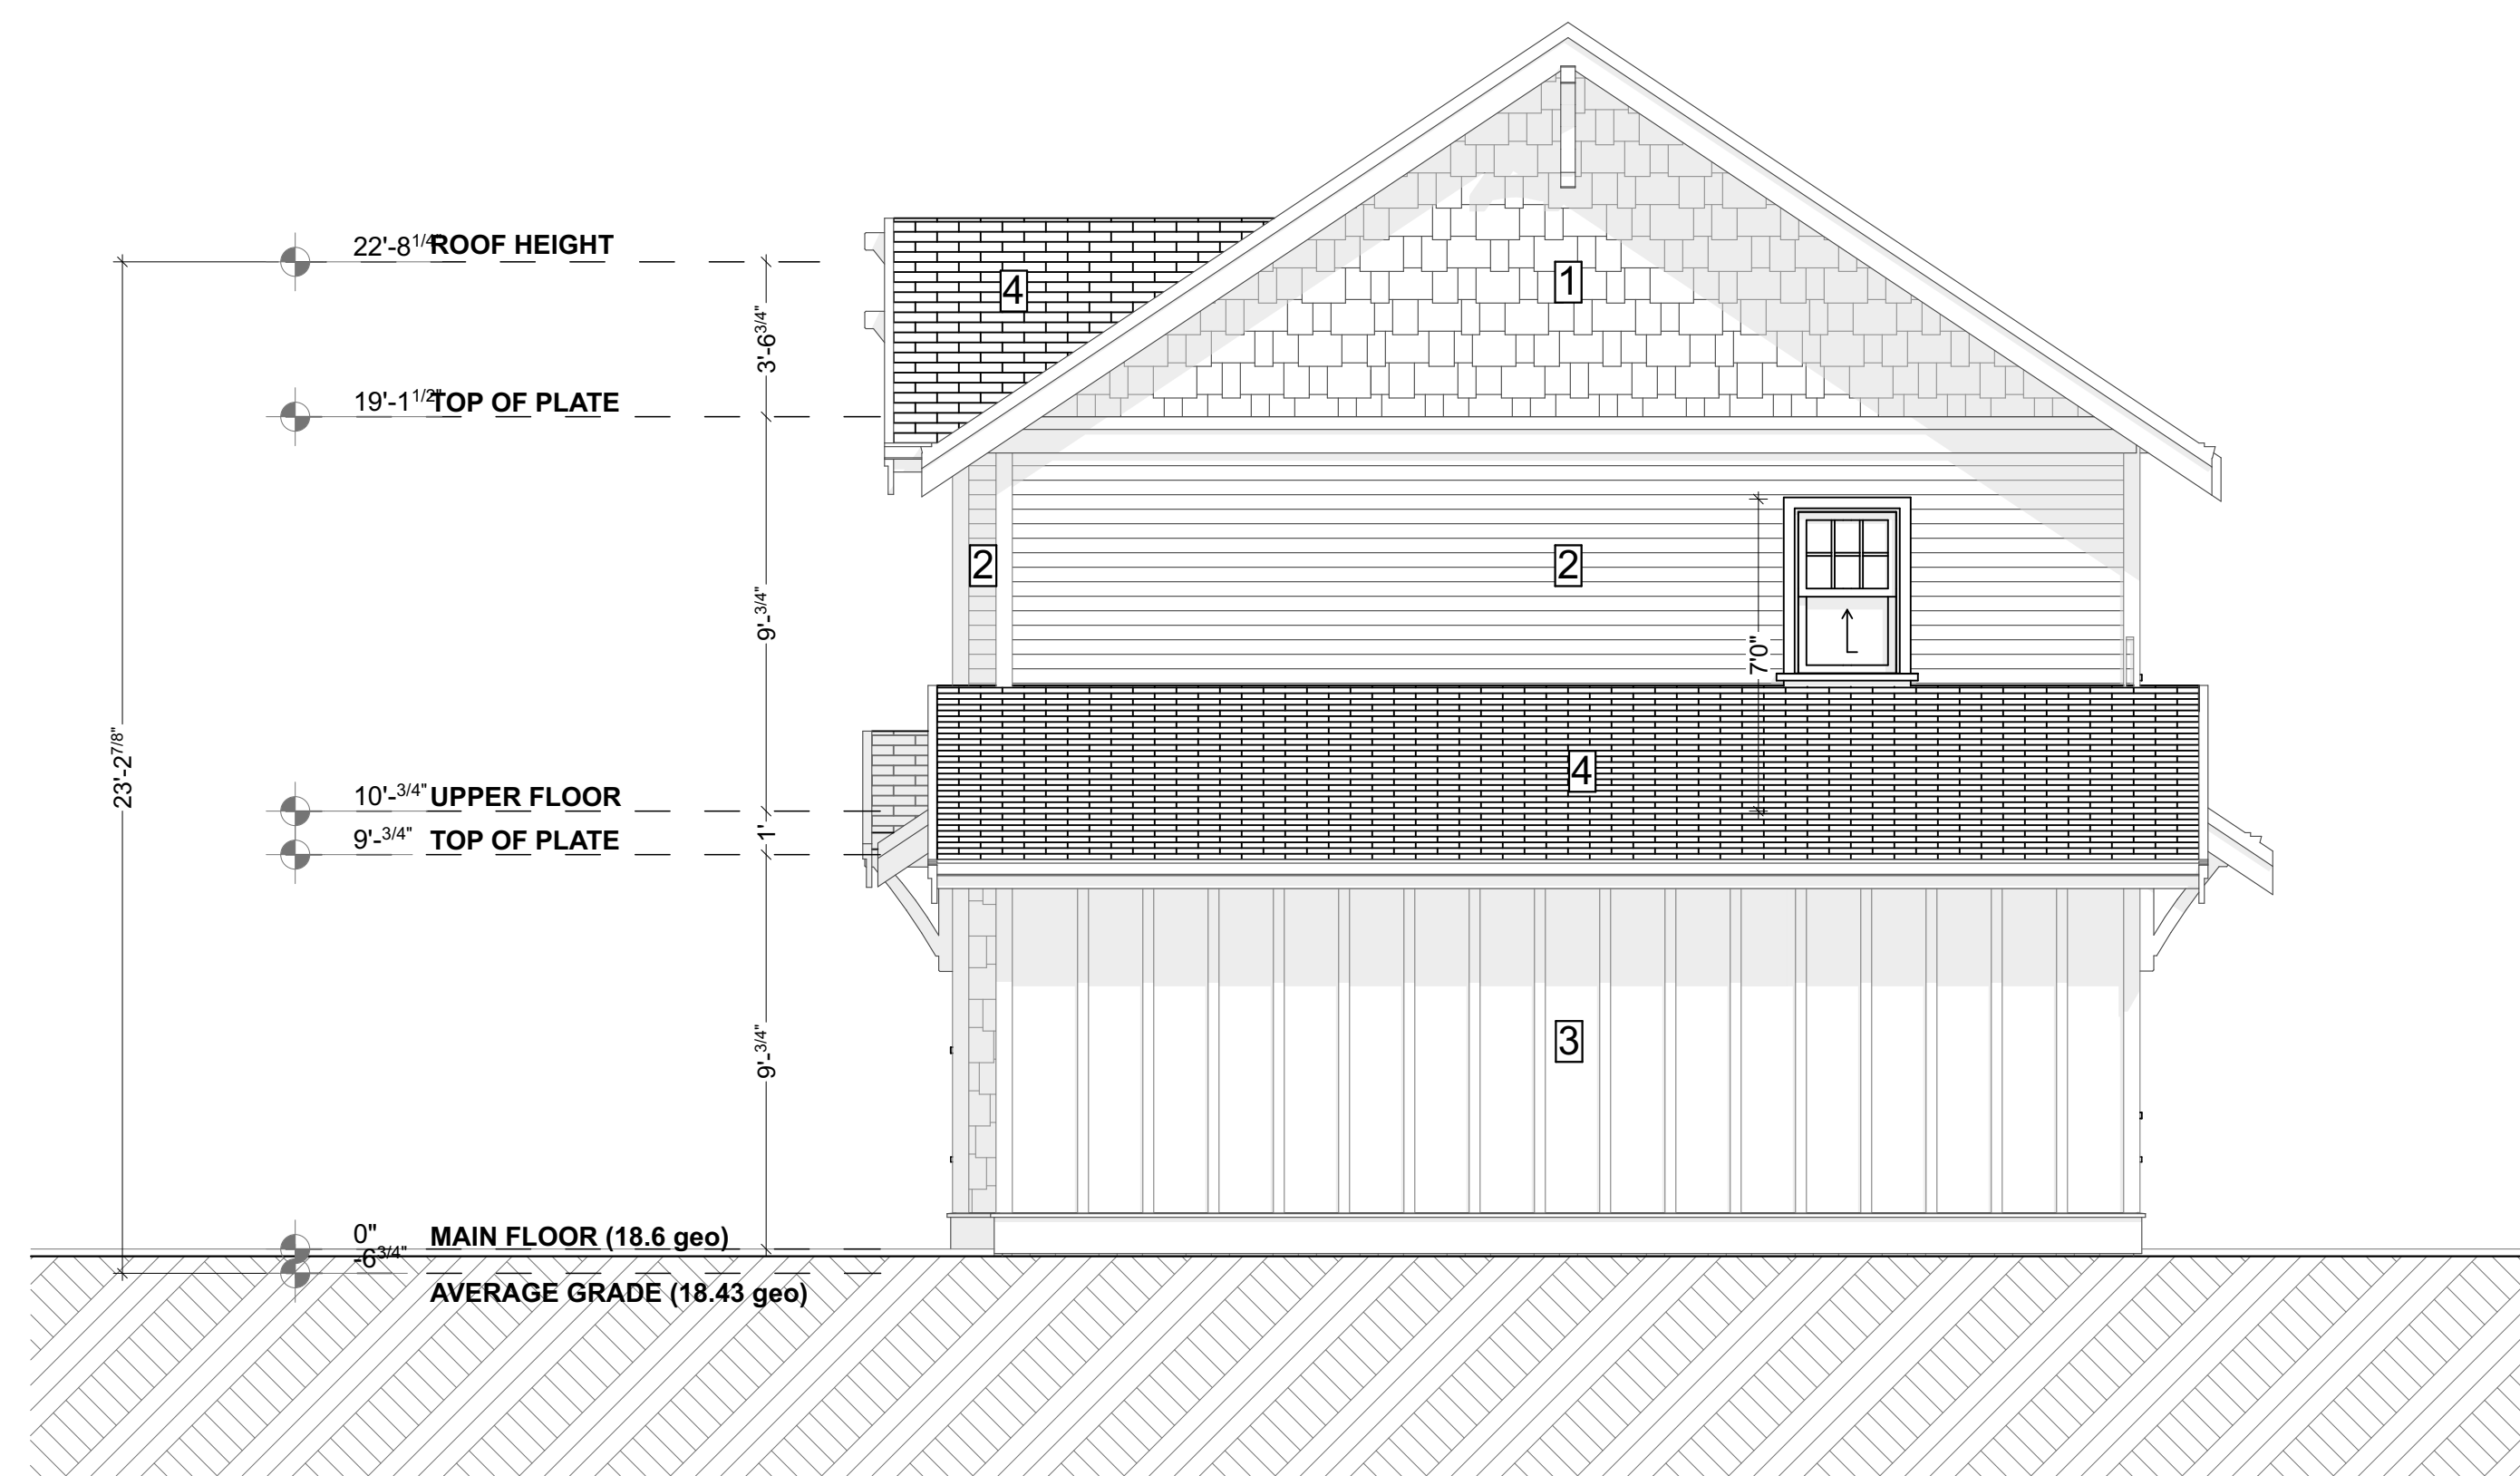 22'-8 1/4" ROOF HEIGHT
4
1
3'-6 3/4"
19'-1 1/2" TOP OF PLATE
2
2
9'-3/4"
7'0"
23'-2 7/8"
4
10'-3/4" UPPER FLOOR
1'
9'-3/4" TOP OF PLATE
3
9'-3/4"
0" MAIN FLOOR (18.6 geo)
-6 3/4"
AVERAGE GRADE (18.43 geo)